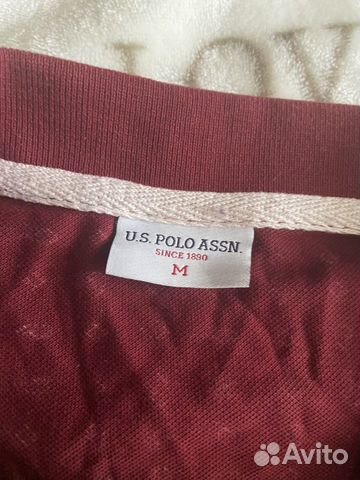 U.S. POLO ASSN.
SINCE 1890
M
Avito